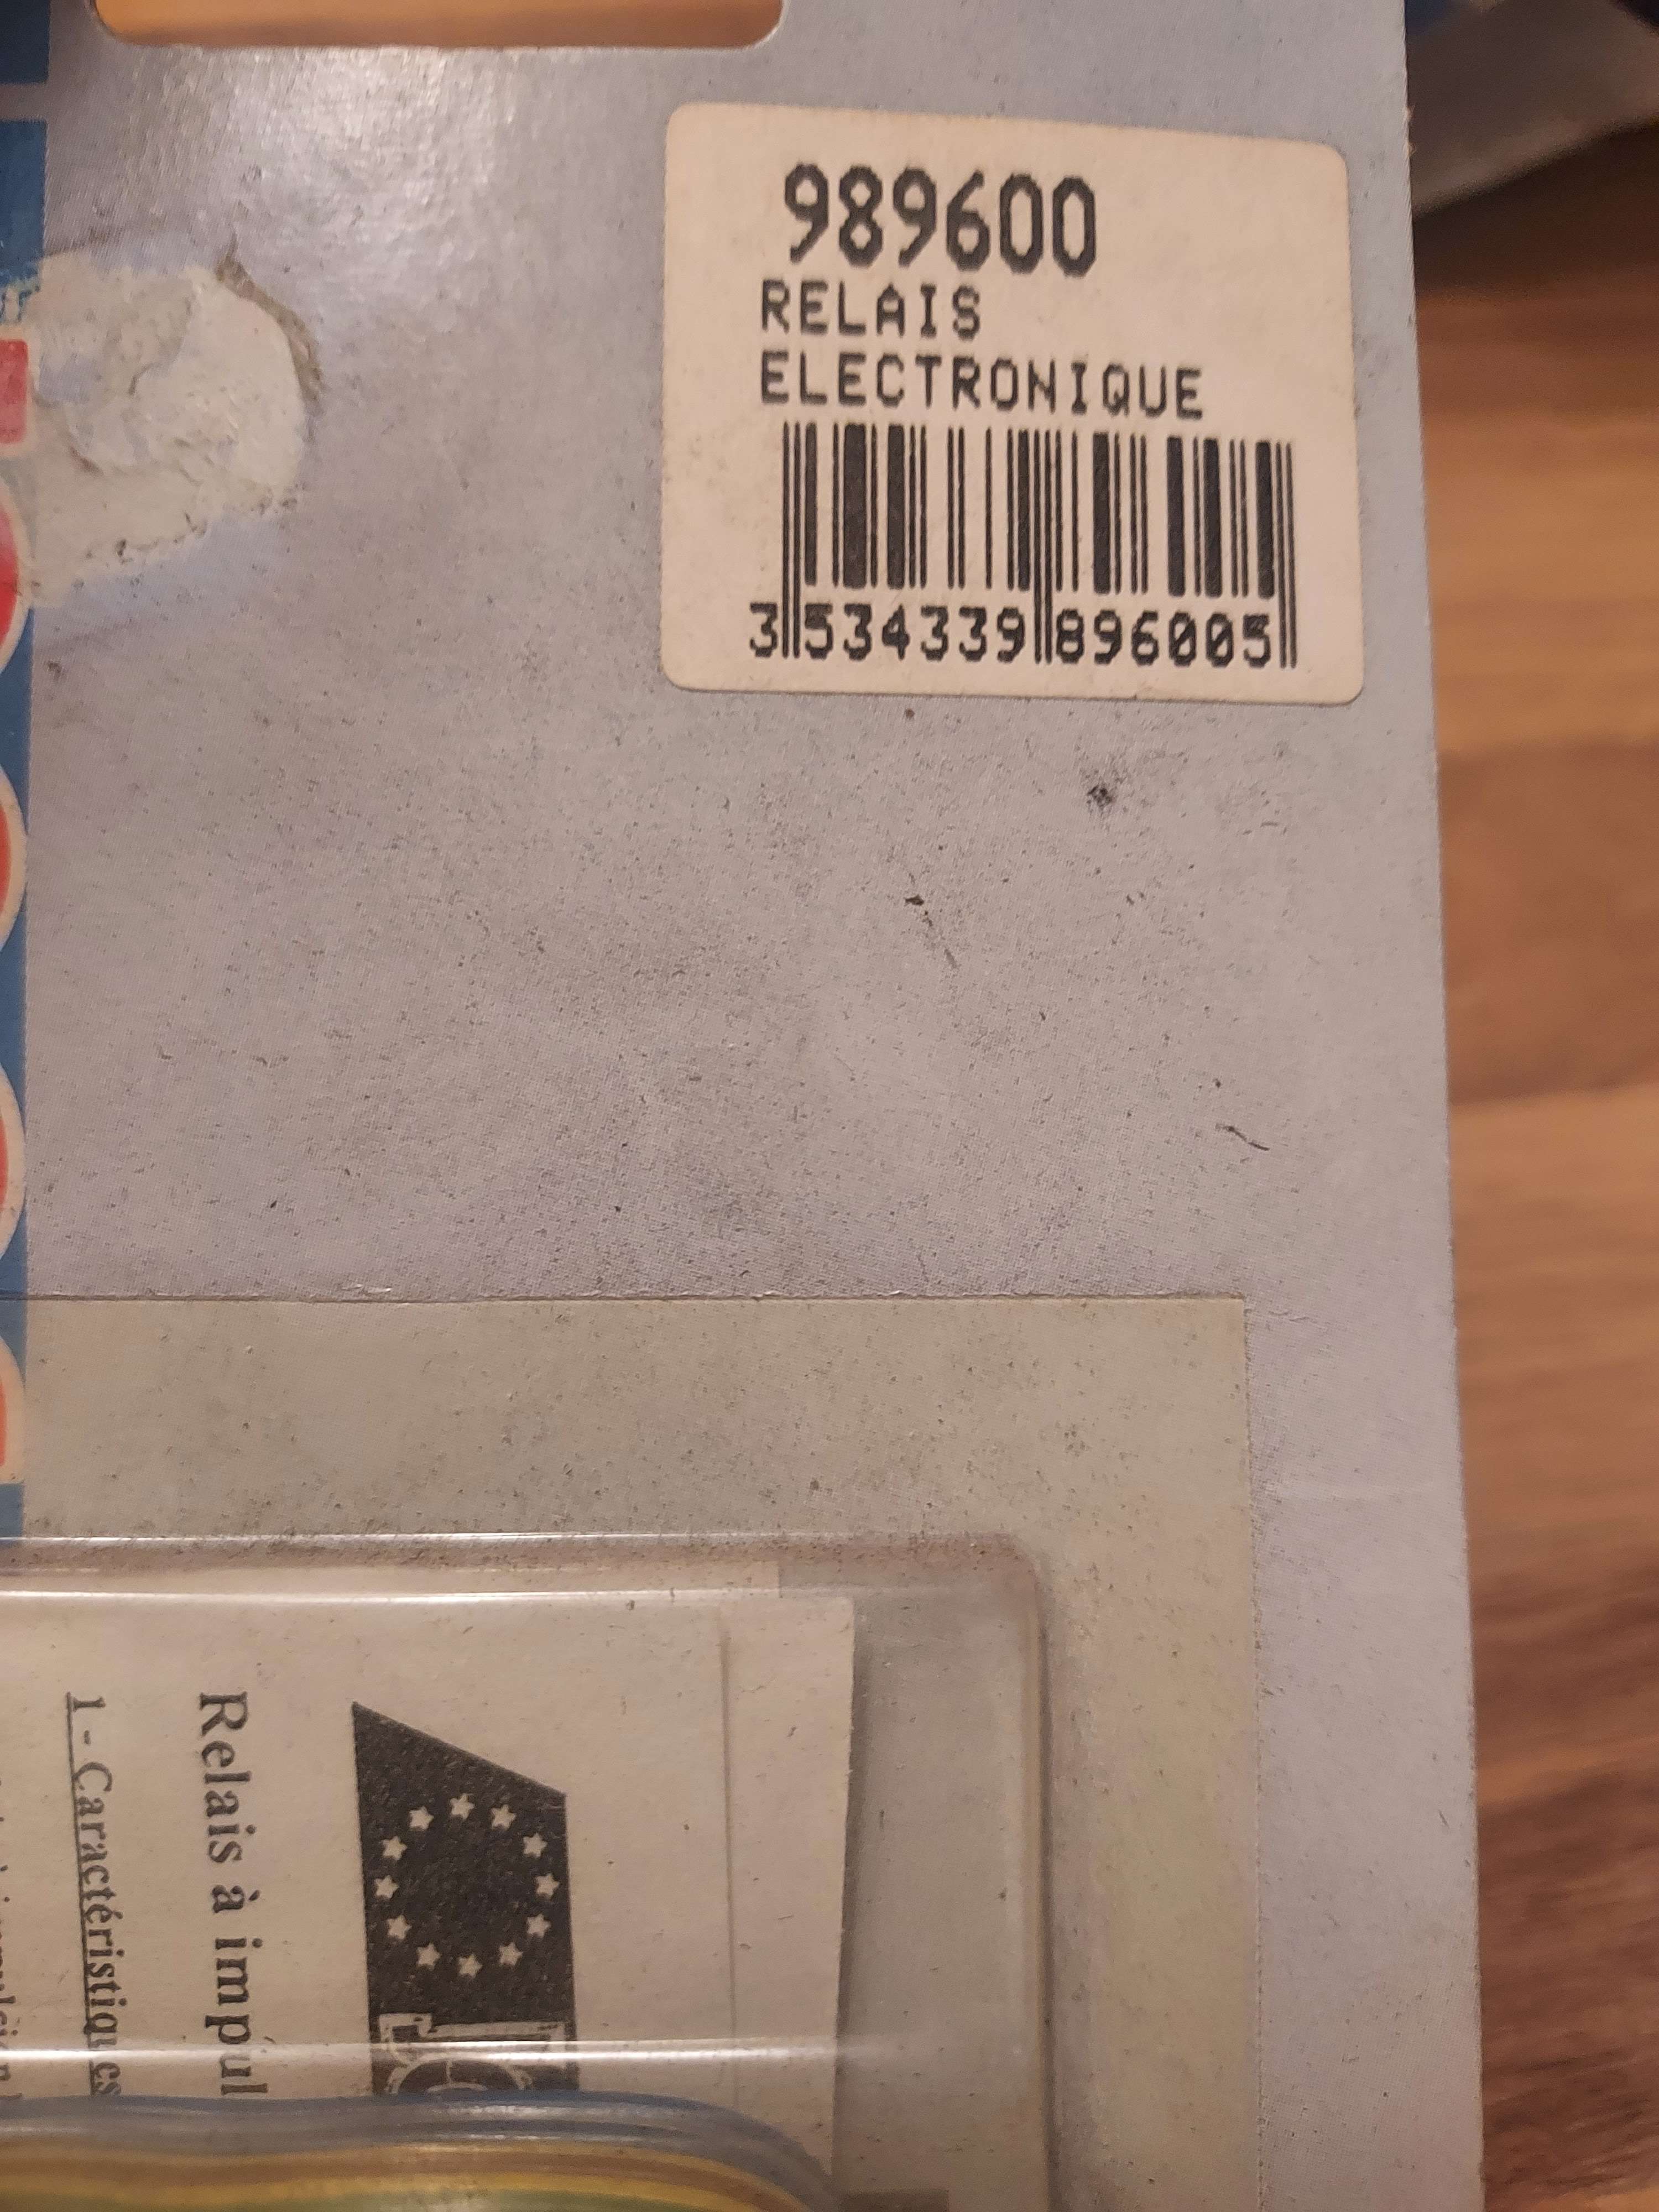 989600
RELAIS
ELECTRONIQUE
3 534339 896005
Relais à impul
1 - Caractéristiques